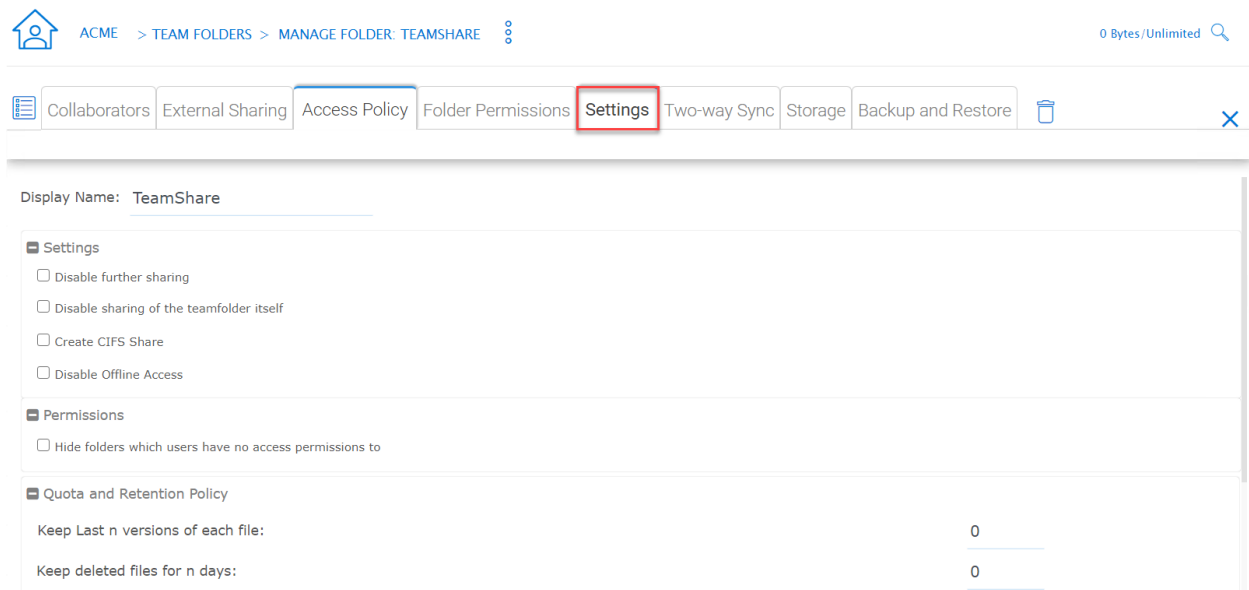 ACME > TEAM FOLDERS > MANAGE FOLDER: TEAMSHARE 0 Bytes/Unlimited
Collaborators External Sharing Access Policy Folder Permissions Settings Two-way Sync Storage Backup and Restore
Display Name: TeamShare
Settings
Disable further sharing
Disable sharing of the teamfolder itself
Create CIFS Share
Disable Offline Access
Permissions
Hide folders which users have no access permissions to
Quota and Retention Policy
Keep Last n versions of each file: 0
Keep deleted files for n days: 0